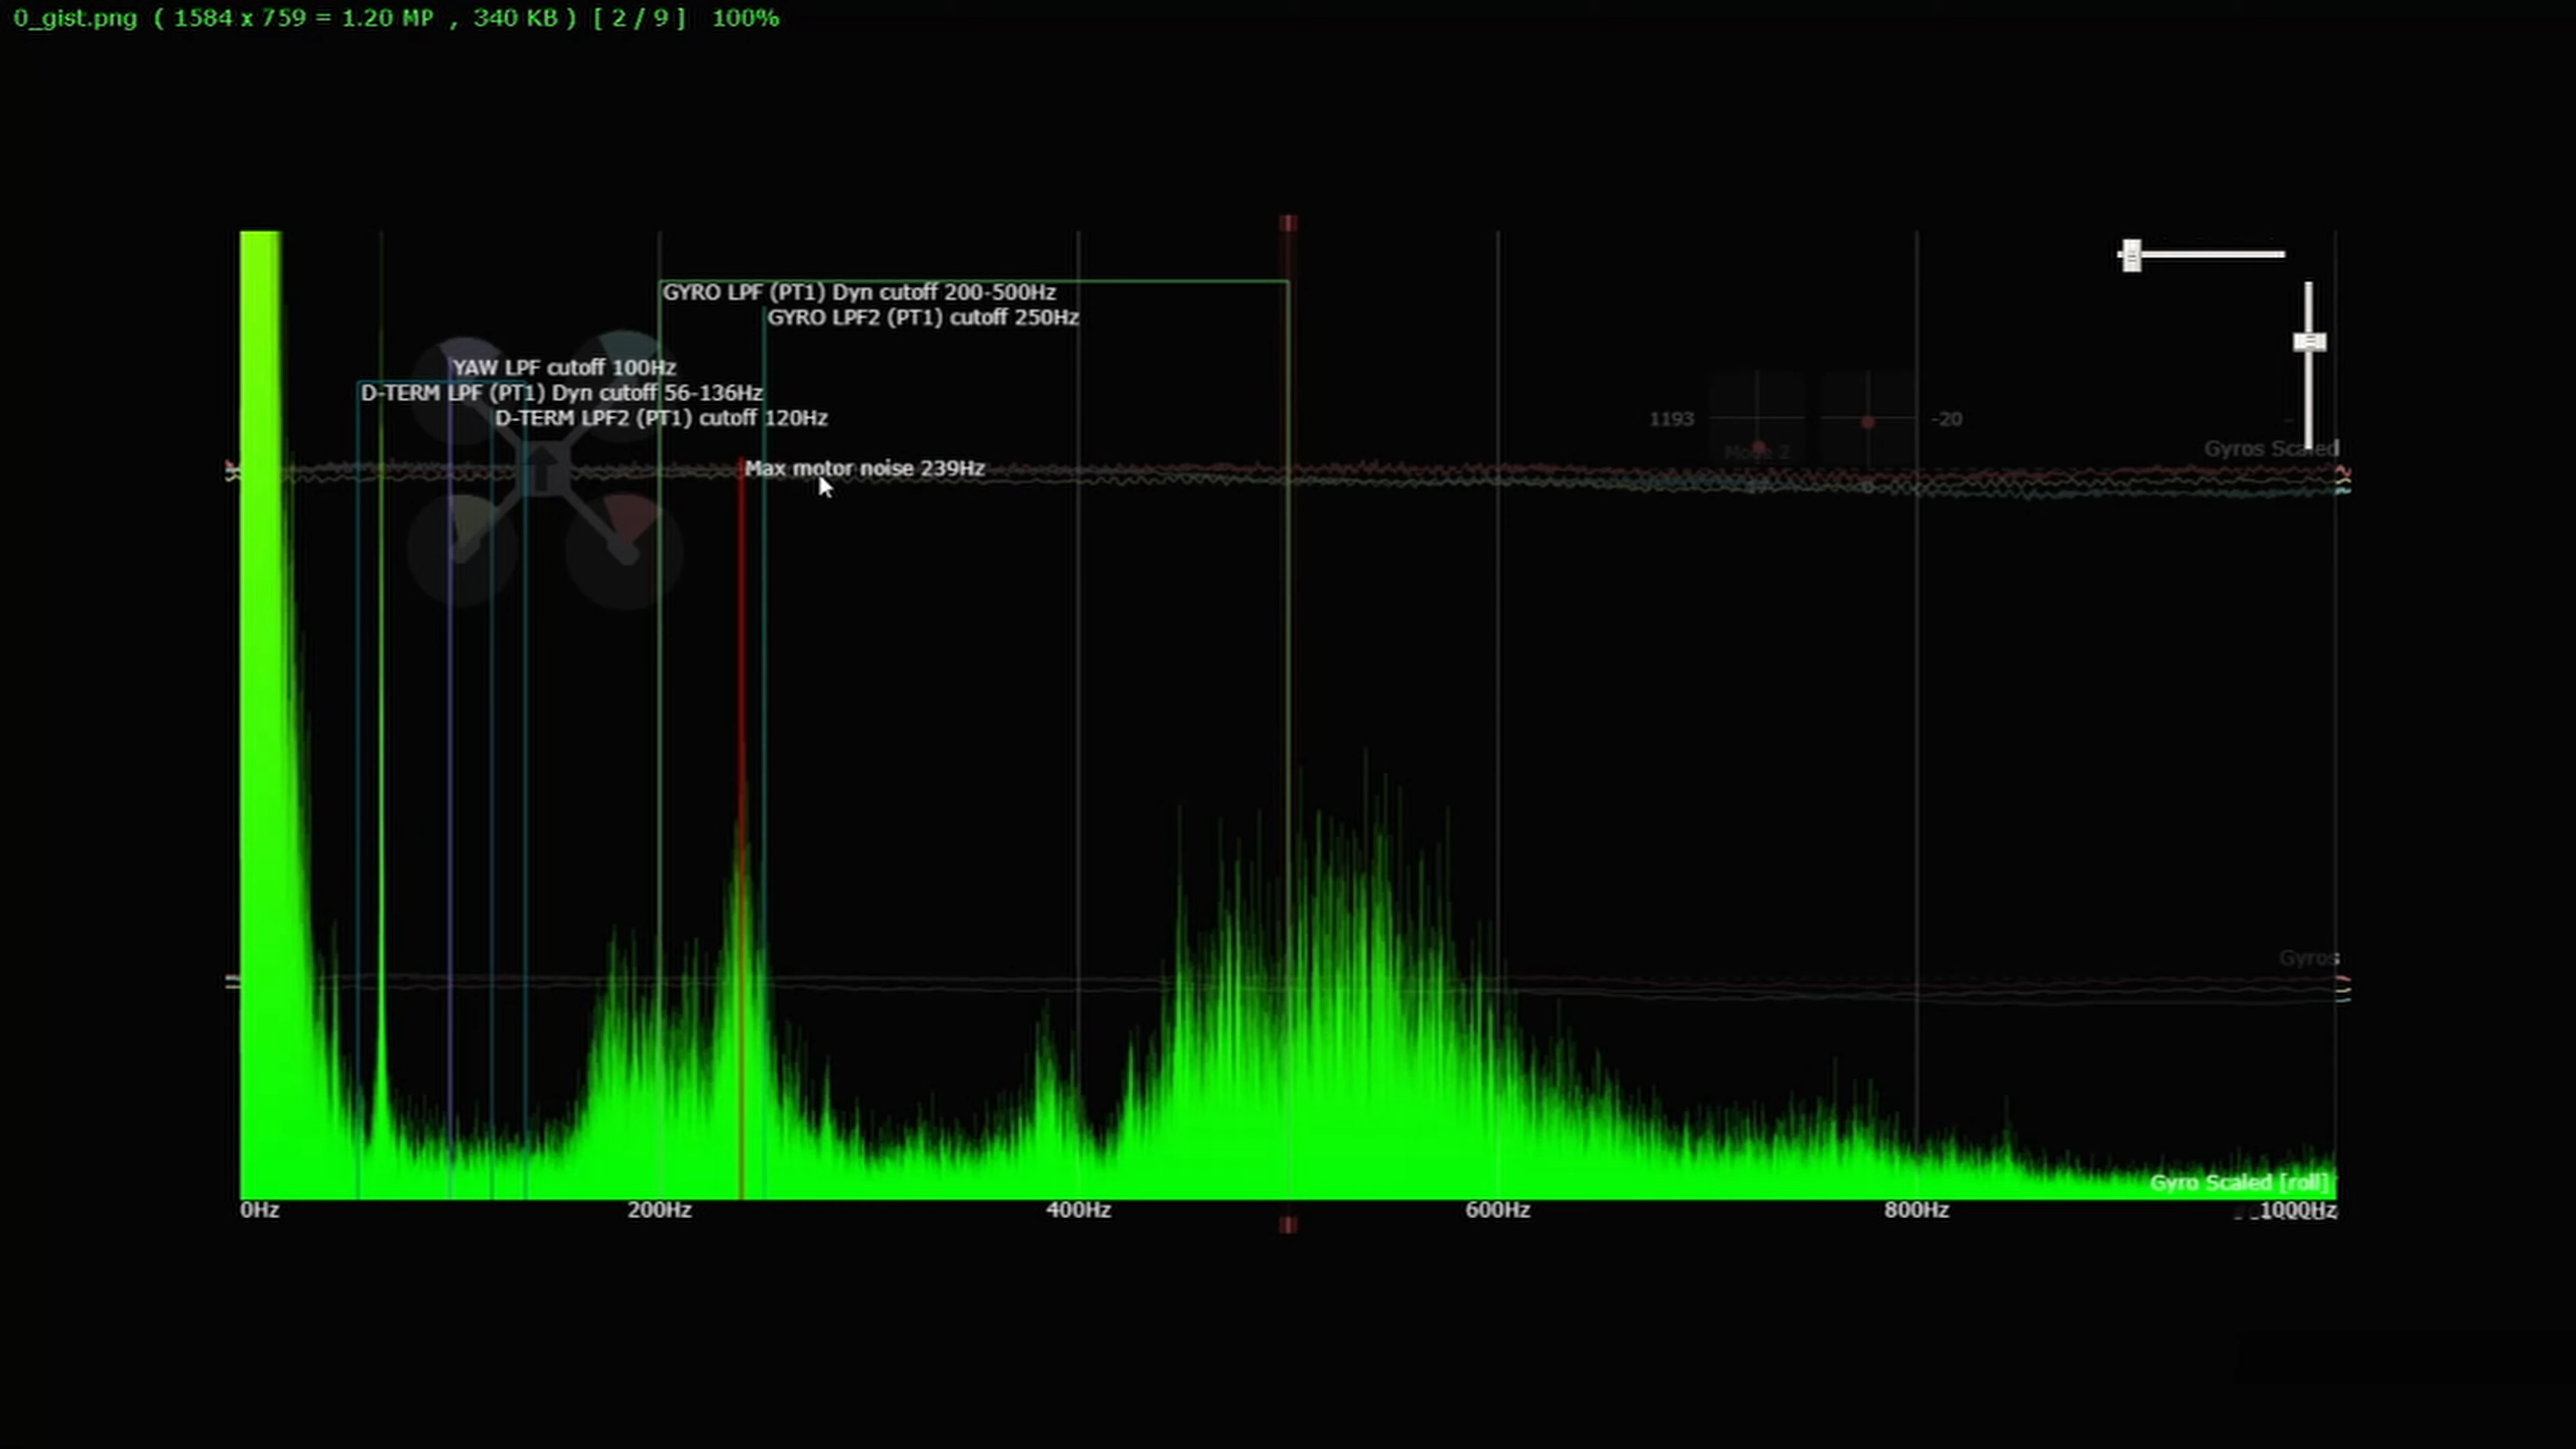 0_gist.png ( 1584 x 759 = 1.20 MP , 340 KB ) [ 2 / 9 ] 100%
GYRO LPF (PT1) Dyn cutoff 200-500Hz
GYRO LPF2 (PT1) cutoff 250Hz
YAW LPF cutoff 100Hz
D-TERM LPF (PT1) Dyn cutoff 56-136Hz
D-TERM LPF2 (PT1) cutoff 120Hz
1193
-20
Gyros Scaled
Max motor noise 239Hz
Gyros
Gyro Scaled [roll]
0Hz 200Hz 400Hz 600Hz 800Hz 1000Hz